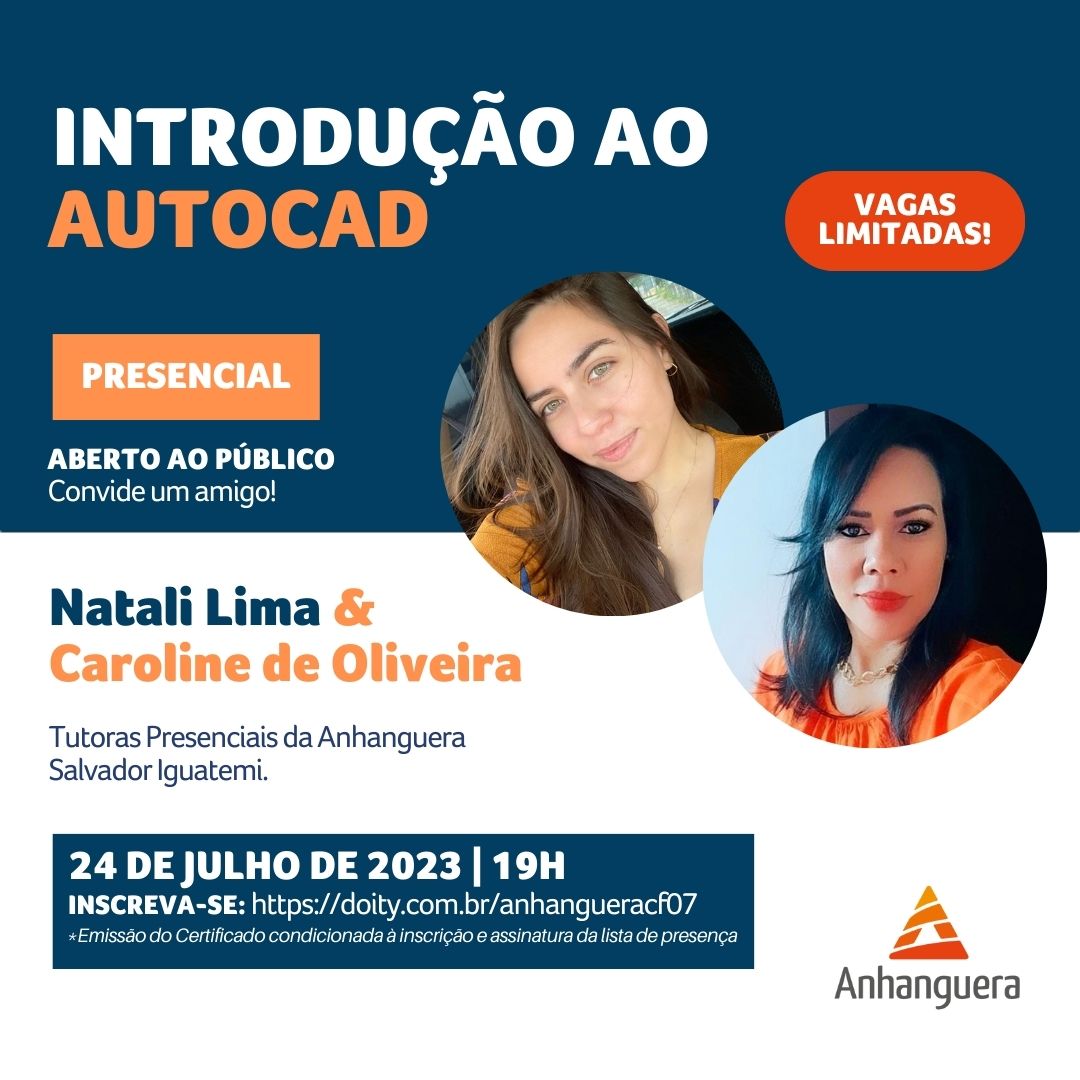 INTRODUÇÃO AO
AUTOCAD
VAGAS
LIMITADAS!
PRESENCIAL
ABERTO AO PÚBLICO
Convide um amigo!
Natali Lima &
Caroline de Oliveira
Tutoras Presenciais da Anhanguera
Salvador Iguatemi.
24 DE JULHO DE 2023 | 19H
INSCREVA-SE: https://doity.com.br/anhangueracf07
*Emissão do Certificado condicionada à inscrição e assinatura da lista de presença
Anhanguera